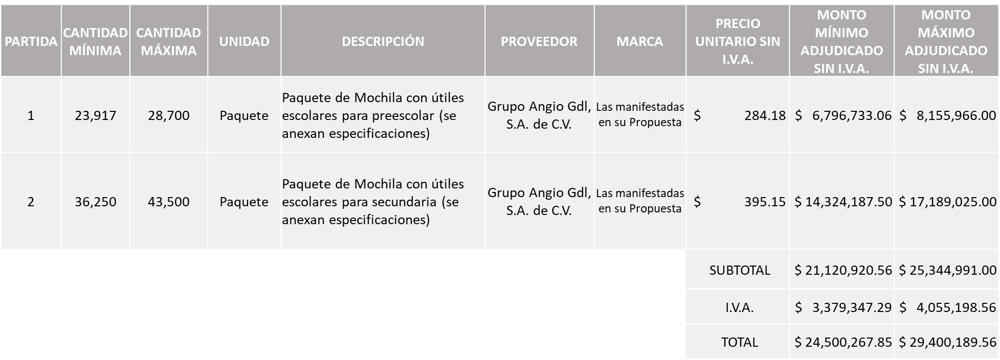 PARTIDA
CANTIDAD
MÍNIMA
CANTIDAD
MÁXIMA
UNIDAD
DESCRIPCIÓN
PROVEEDOR
MARCA
PRECIO
UNITARIO SIN
I.V.A.
MONTO
MÍNIMO
ADJUDICADO
SIN I.V.A.
MONTO
MÁXIMO
ADJUDICADO
SIN I.V.A.
1
23,917
28,700
Paquete
Paquete de Mochila con útiles
escolares para preescolar (se
anexan especificaciones)
Grupo Angio Gdl,
S.A. de C.V.
Las manifestadas
en su Propuesta
$ 284.18
$ 6,796,733.06
$ 8,155,966.00
2
36,250
43,500
Paquete
Paquete de Mochila con útiles
escolares para secundaria (se
anexan especificaciones)
Grupo Angio Gdl,
S.A. de C.V.
Las manifestadas
en su Propuesta
$ 395.15
$ 14,324,187.50
$ 17,189,025.00
SUBTOTAL
$ 21,120,920.56
$ 25,344,991.00
I.V.A.
$ 3,379,347.29
$ 4,055,198.56
TOTAL
$ 24,500,267.85
$ 29,400,189.56